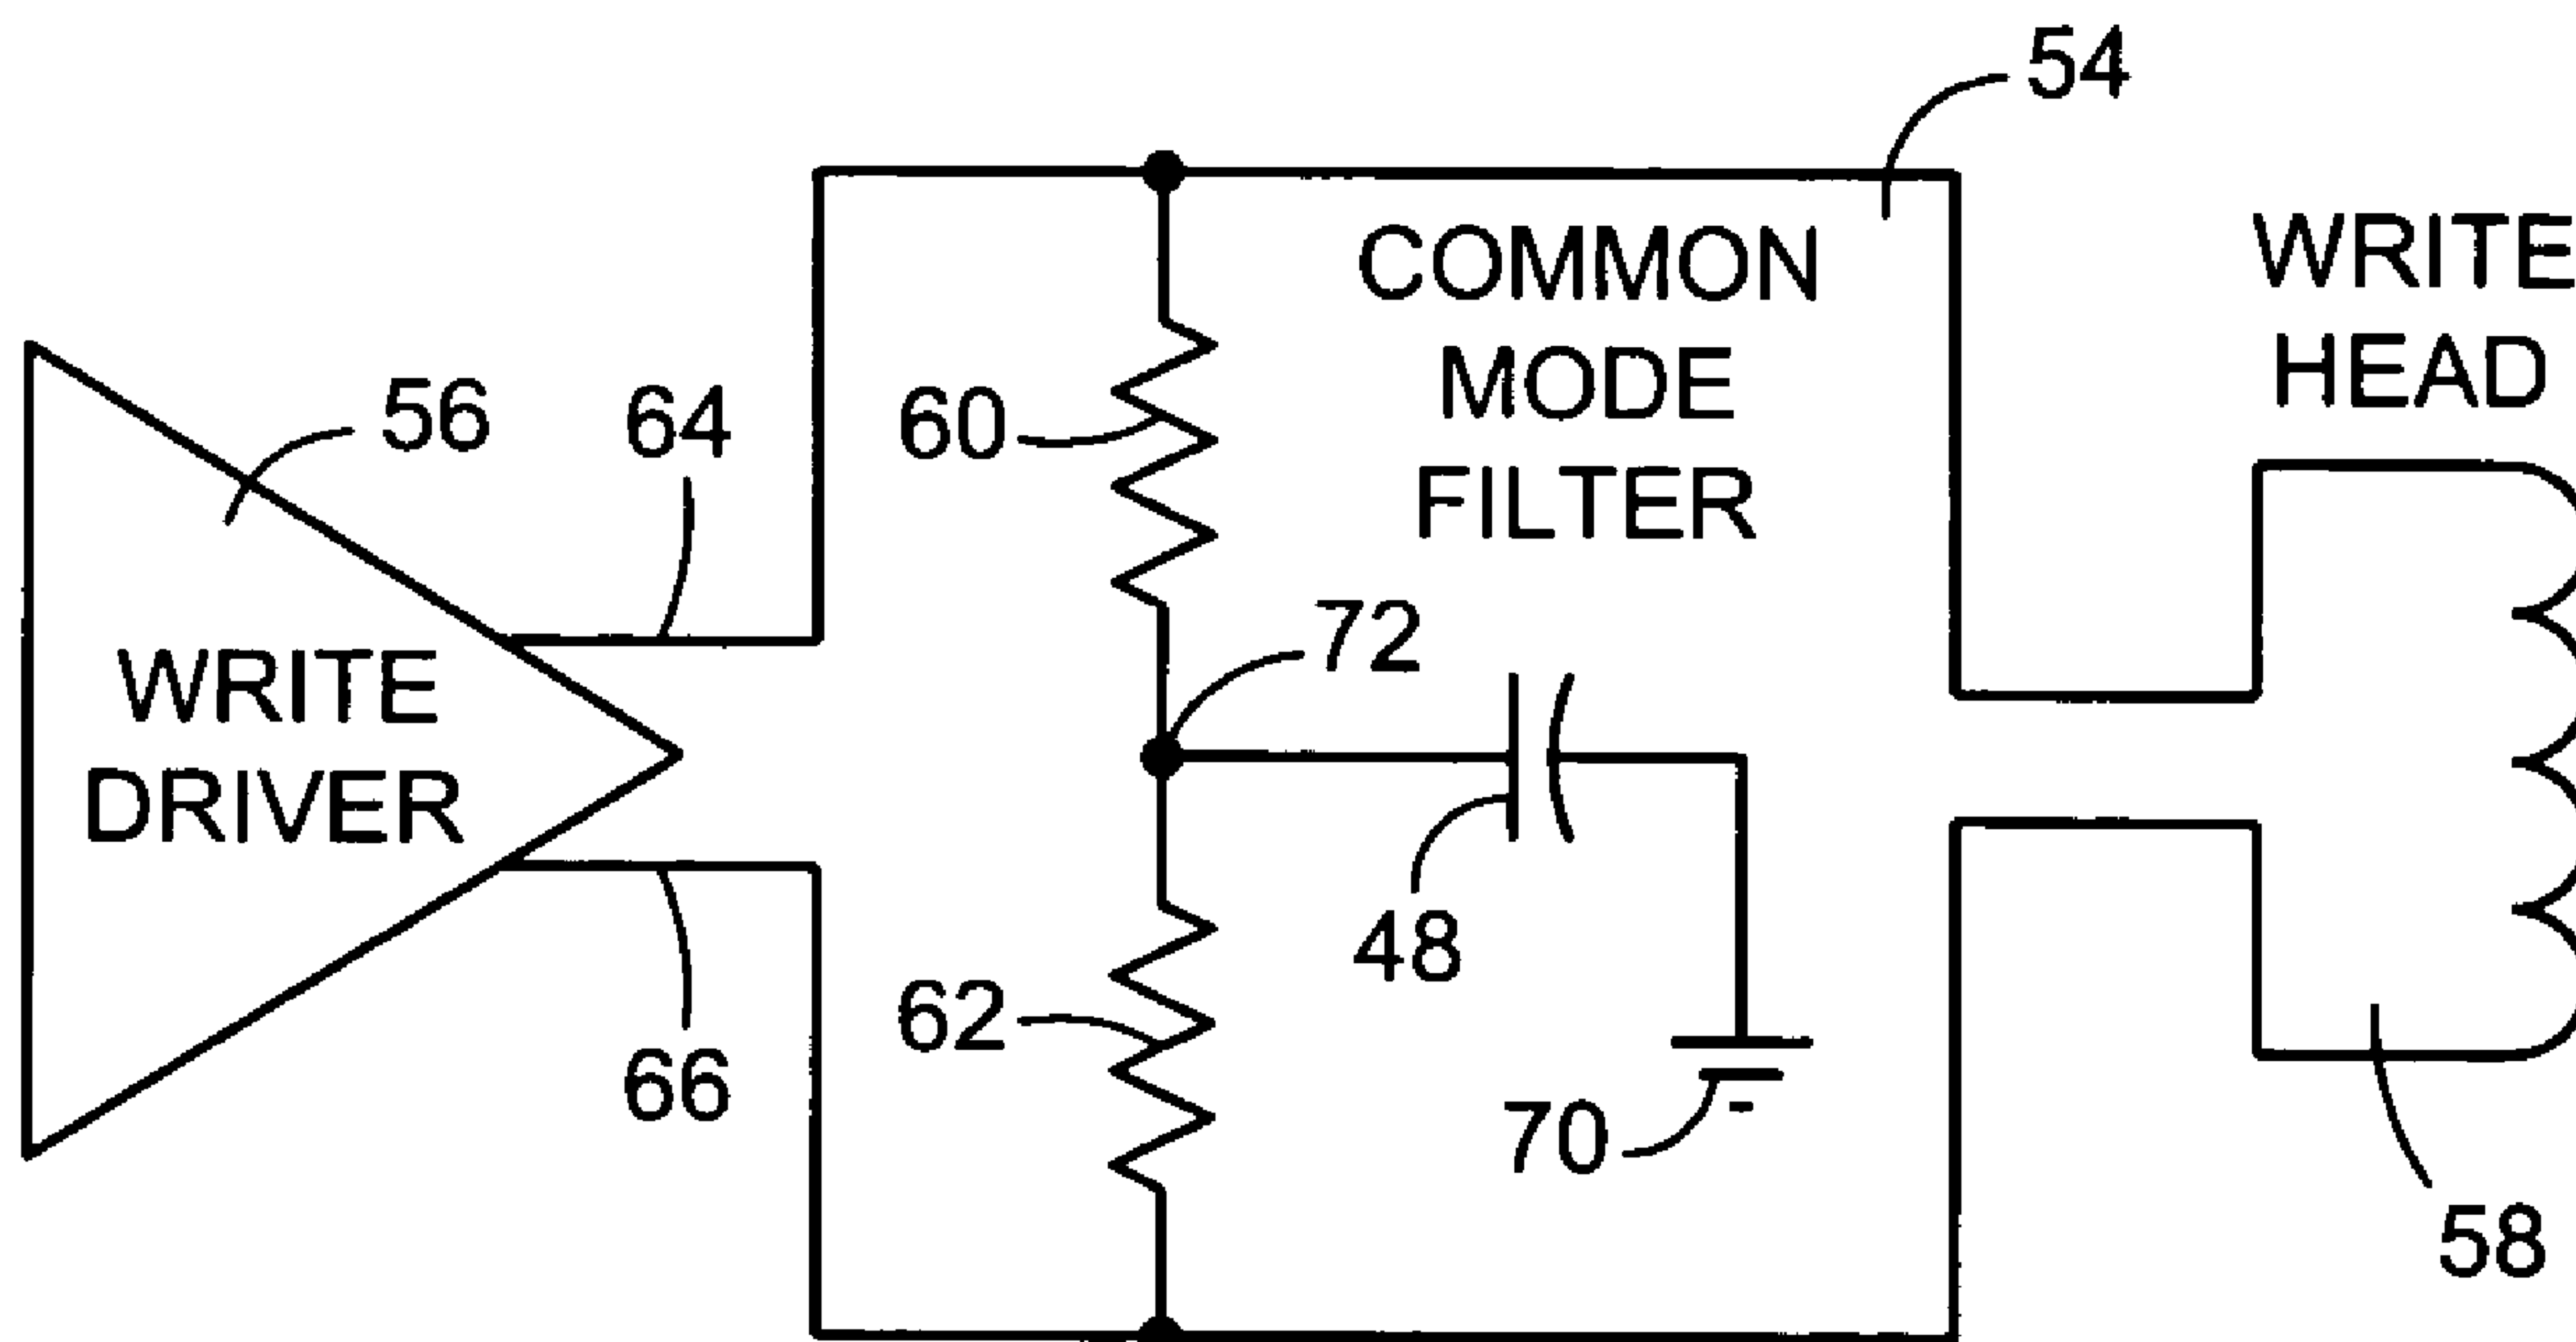 54
COMMON
MODE
FILTER
WRITE
HEAD
56
64
60
72
WRITE
DRIVER
48
62
66
70
58